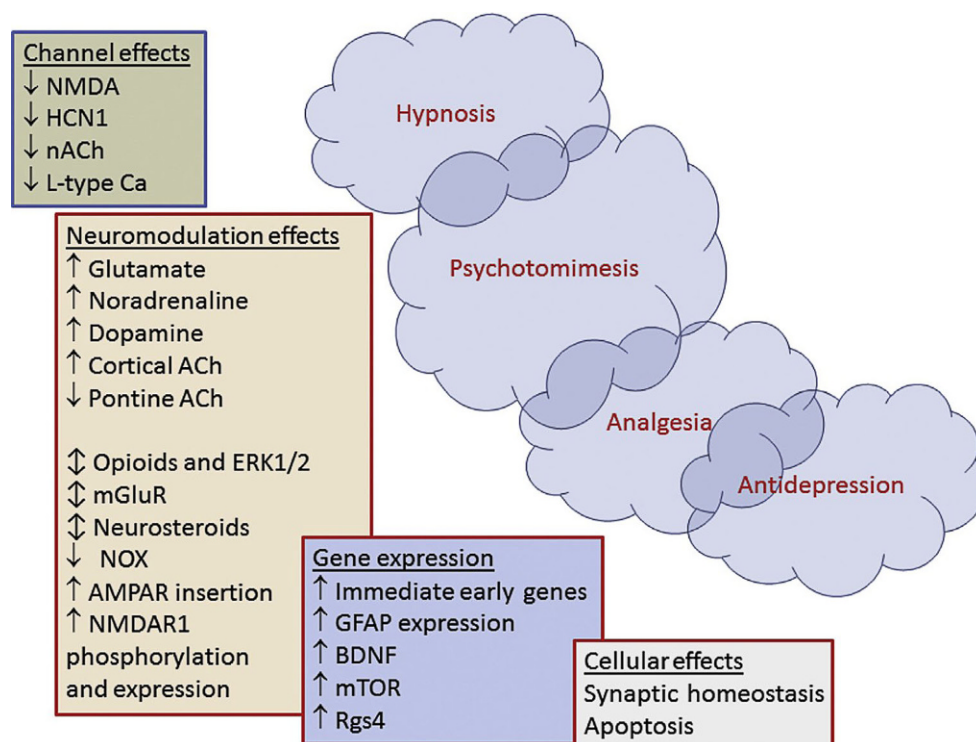 Channel effects
↓ NMDA
↓ HCN1
↓ nACh
↓ L-type Ca
Neuromodulation effects
↑ Glutamate
↑ Noradrenaline
↑ Dopamine
↑ Cortical ACh
↓ Pontine ACh
↕ Opioids and ERK1/2
↕ mGluR
↕ Neurosteroids
↓ NOX
↑ AMPAR insertion
↑ NMDAR1
phosphorylation
and expression
Gene expression
↑ Immediate early genes
↑ GFAP expression
↑ BDNF
↑ mTOR
↑ Rgs4
Cellular effects
Synaptic homeostasis
Apoptosis
Hypnosis
Psychotomimesis
Analgesia
Antidepression